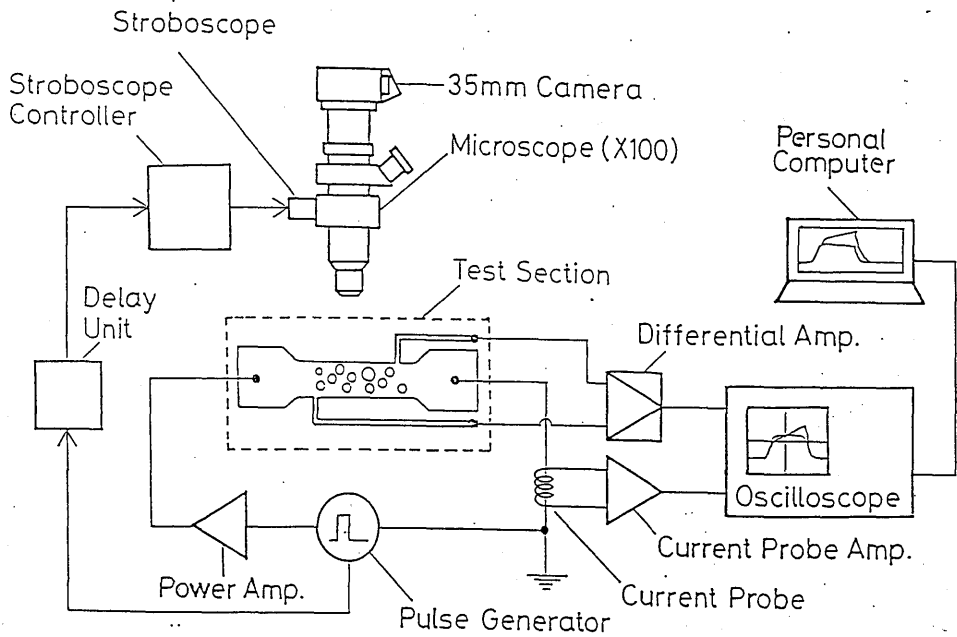 Stroboscope
Stroboscope
Controller
35mm Camera
Microscope (X100)
Personal
Computer
Test Section
Delay
Unit
Differential Amp.
Oscilloscope
Current Probe Amp.
Power Amp.
Current Probe
Pulse Generator